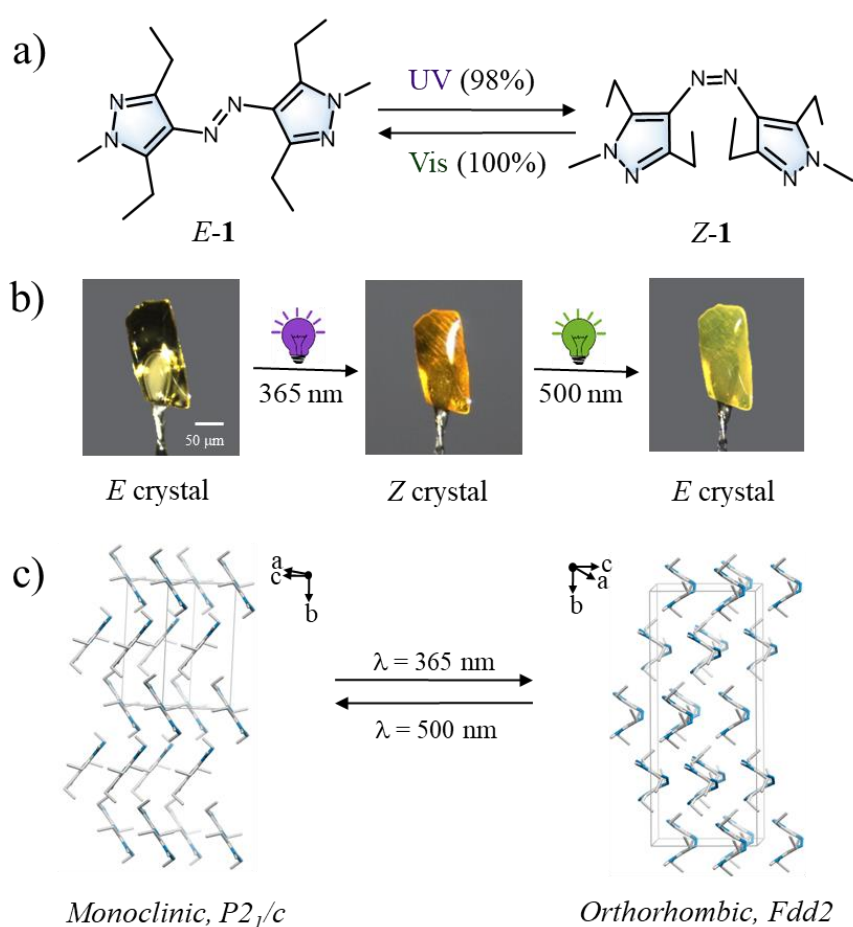 a)
N
N
N
N
N
N
UV (98%)
Vis (100%)
N=N
N
N
N
N
E-1
Z-1
b)
50 μm
365 nm
500 nm
E crystal
Z crystal
E crystal
c)
a
c
b
c
a
b
λ = 365 nm
λ = 500 nm
Monoclinic, P2₁/c
Orthorhombic, Fdd2